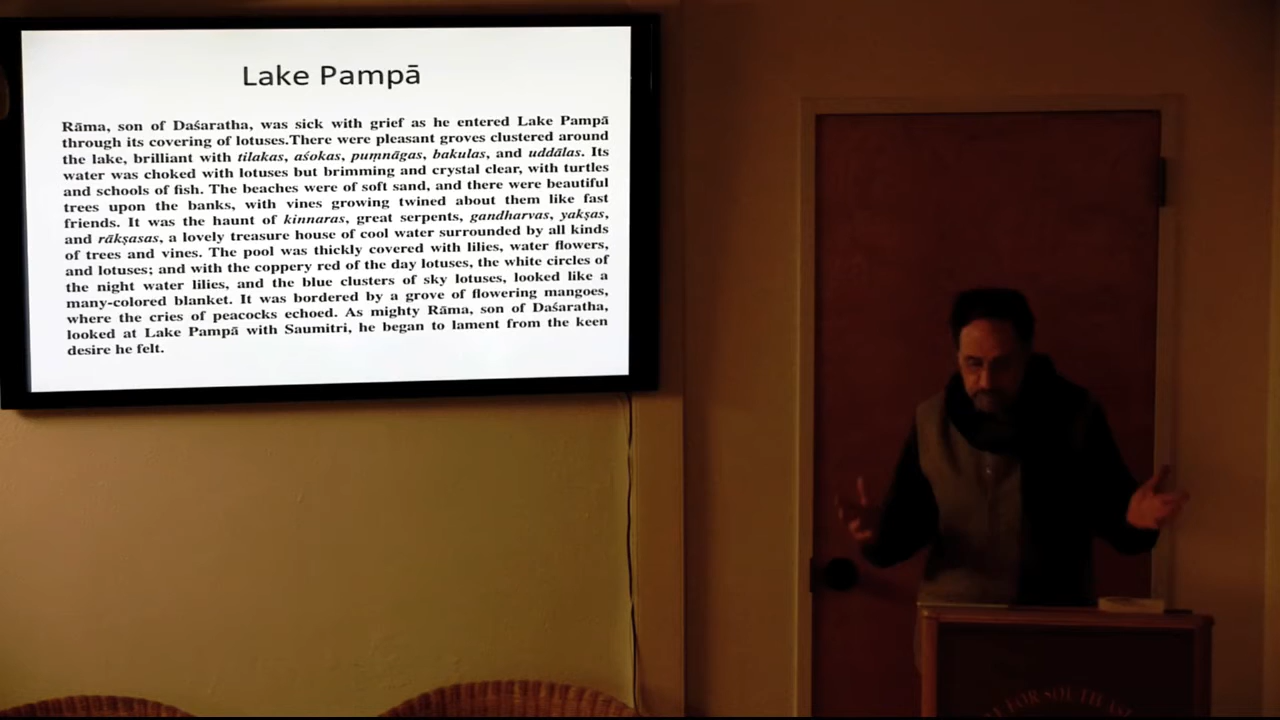 Lake Pampā
Rāma, son of Daśaratha, was sick with grief as he entered Lake Pampā
through its covering of lotuses.There were pleasant groves clustered around
the lake, brilliant with tilakas, aśokas, puṃnāgas, bakulas, and uddālas. Its
water was choked with lotuses but brimming and crystal clear, with turtles
and schools of fish. The beaches were of soft sand, and there were beautiful
trees upon the banks, with vines growing twined about them like fast
friends. It was the haunt of kinnaras, great serpents, gandharvas, yakṣas,
and rākṣasas, a lovely treasure house of cool water surrounded by all kinds
of trees and vines. The pool was thickly covered with lilies, water flowers,
and lotuses; and with the coppery red of the day lotuses, the white circles of
the night water lilies, and the blue clusters of sky lotuses, looked like a
many-colored blanket. It was bordered by a grove of flowering mangoes,
where the cries of peacocks echoed. As mighty Rāma, son of Daśaratha,
looked at Lake Pampā with Saumitri, he began to lament from the keen
desire he felt.
FOR